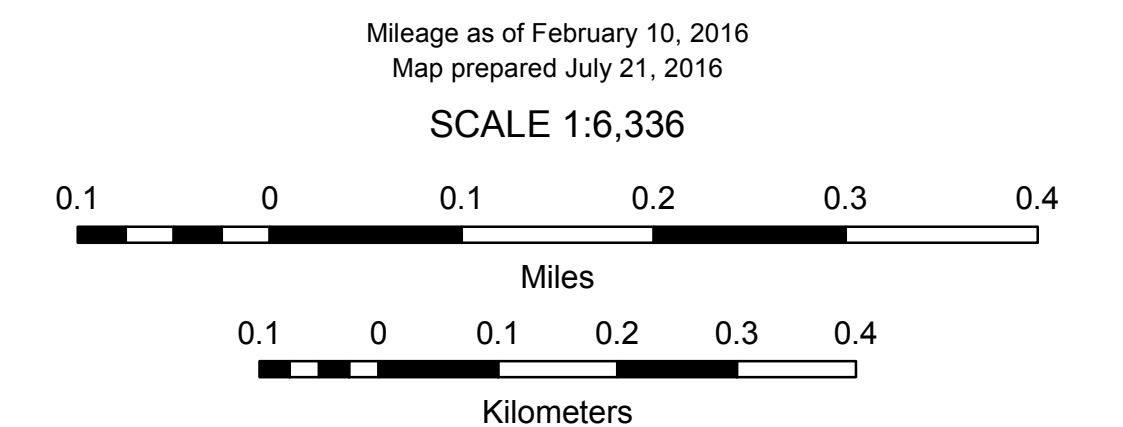 Mileage as of February 10, 2016
Map prepared July 21, 2016
SCALE 1:6,336
0.1 0 0.1 0.2 0.3 0.4
Miles
0.1 0 0.1 0.2 0.3 0.4
Kilometers